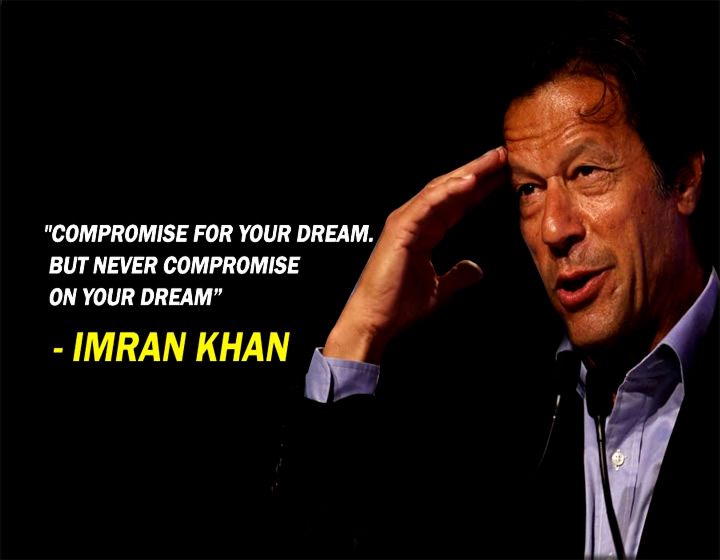 "COMPROMISE FOR YOUR DREAM.
BUT NEVER COMPROMISE
ON YOUR DREAM”
- IMRAN KHAN